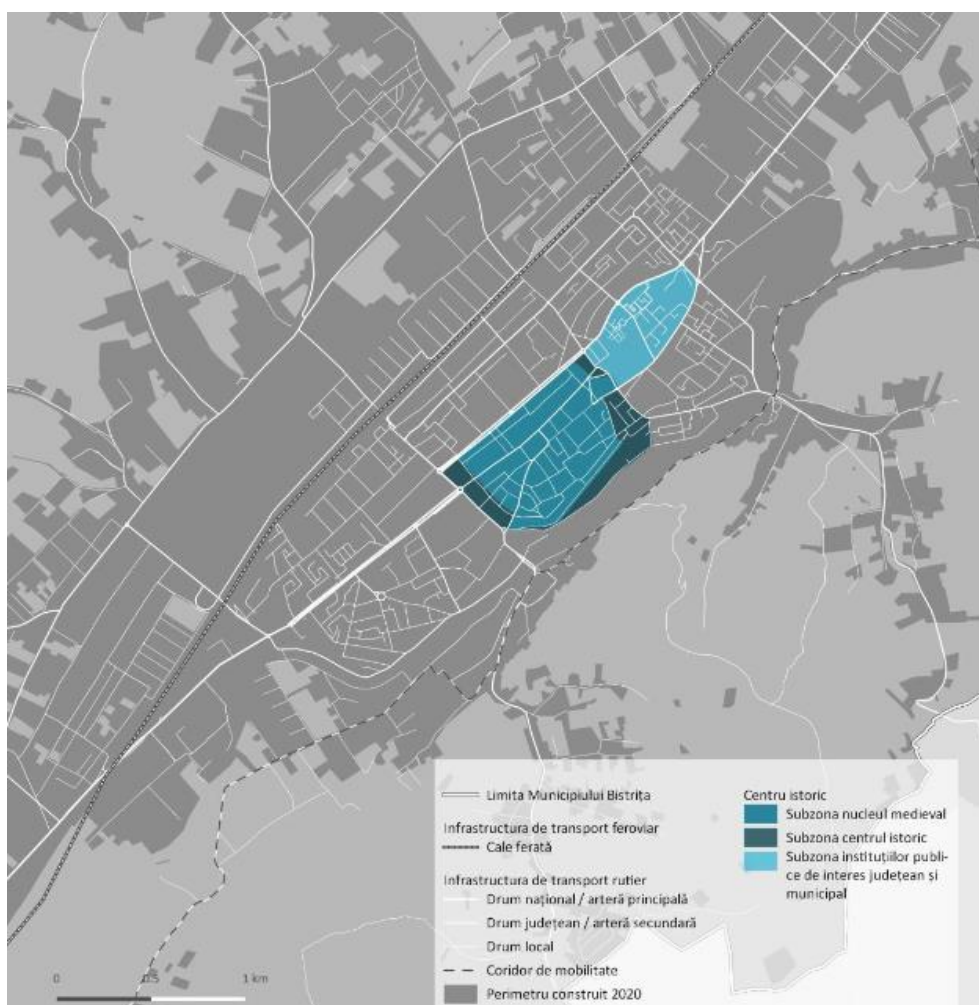 Limita Municipiului Bistrița
Infrastructura de transport feroviar
Cale ferată
Infrastructura de transport rutier
Drum național / arteră principală
Drum județean / arteră secundară
Drum local
Coridor de mobilitate
Perimetru construit 2020
Centru istoric
Subzona nucleul medieval
Subzona centrul istoric
Subzona instituțiilor publi-
ce de interes județean și
municipal
0 0.5 1 km